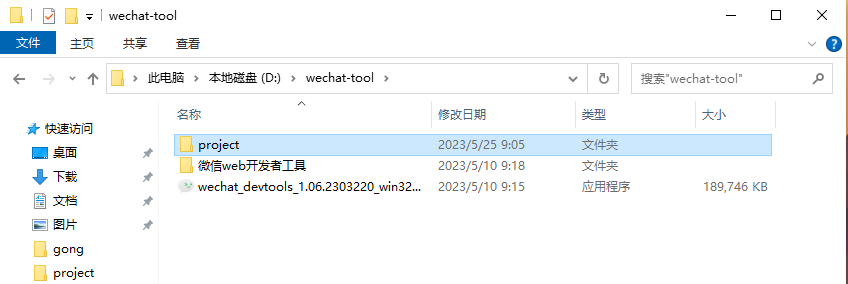 wechat-tool
文件 主页 共享 查看
此电脑 本地磁盘 (D:) wechat-tool 搜索"wechat-tool"
名称 修改日期 类型 大小
快速访问
桌面
下载
文档
图片
gong
project
project 2023/5/25 9:05 文件夹
微信web开发者工具 2023/5/10 9:18 文件夹
wechat_devtools_1.06.2303220_win32... 2023/5/10 9:15 应用程序 189,746 KB